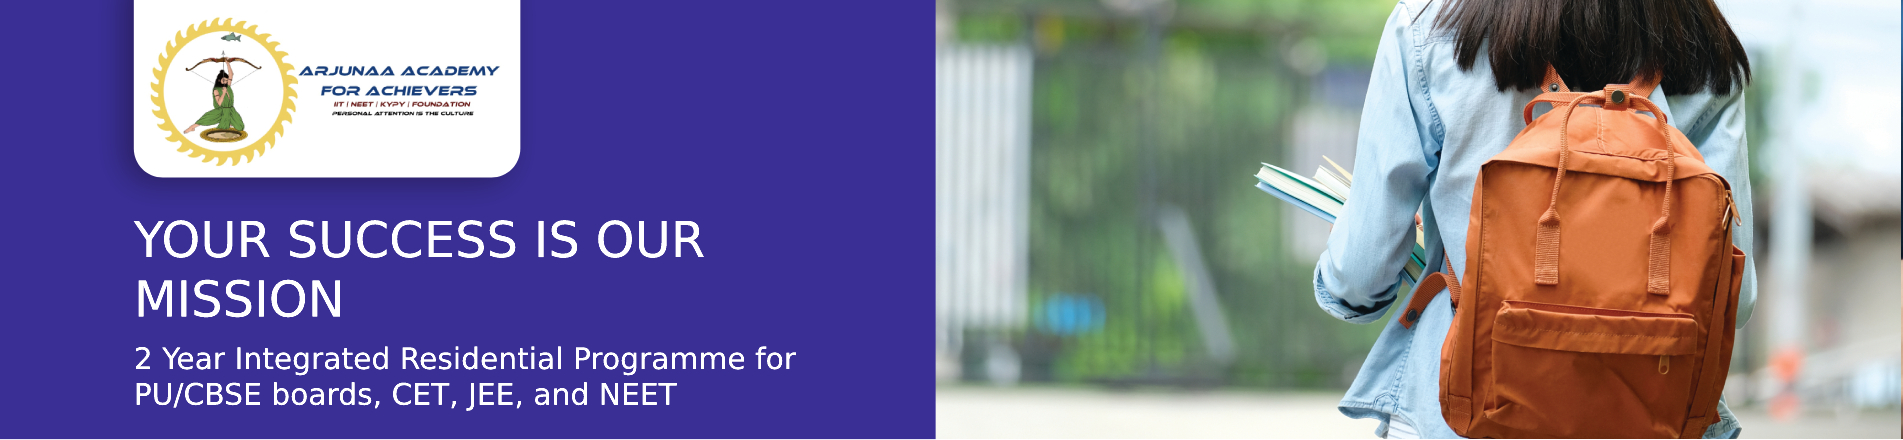 ARJUNAA ACADEMY
FOR ACHIEVERS
IIT | NEET | KYPY | FOUNDATION
PERSONAL ATTENTION IS THE CULTURE
YOUR SUCCESS IS OUR
MISSION
2 Year Integrated Residential Programme for
PU/CBSE boards, CET, JEE, and NEET